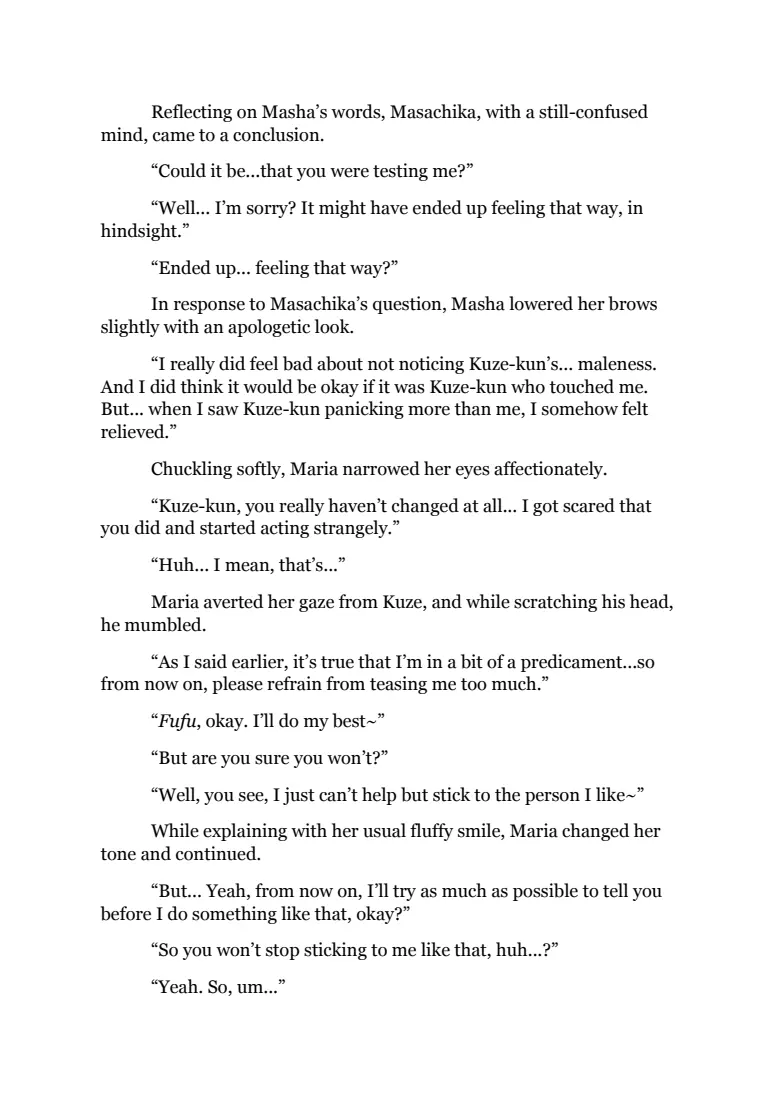 Reflecting on Masha’s words, Masachika, with a still-confused
mind, came to a conclusion.
“Could it be...that you were testing me?”
“Well... I’m sorry? It might have ended up feeling that way, in
hindsight.”
“Ended up... feeling that way?”
In response to Masachika’s question, Masha lowered her brows
slightly with an apologetic look.
“I really did feel bad about not noticing Kuze-kun’s... maleness.
And I did think it would be okay if it was Kuze-kun who touched me.
But... when I saw Kuze-kun panicking more than me, I somehow felt
relieved.”
Chuckling softly, Maria narrowed her eyes affectionately.
“Kuze-kun, you really haven’t changed at all... I got scared that
you did and started acting strangely.”
“Huh... I mean, that’s...”
Maria averted her gaze from Kuze, and while scratching his head,
he mumbled.
“As I said earlier, it’s true that I’m in a bit of a predicament...so
from now on, please refrain from teasing me too much.”
“Fufu, okay. I’ll do my best~”
“But are you sure you won’t?”
“Well, you see, I just can’t help but stick to the person I like~”
While explaining with her usual fluffy smile, Maria changed her
tone and continued.
“But... Yeah, from now on, I’ll try as much as possible to tell you
before I do something like that, okay?”
“So you won’t stop sticking to me like that, huh...?”
“Yeah. So, um...”